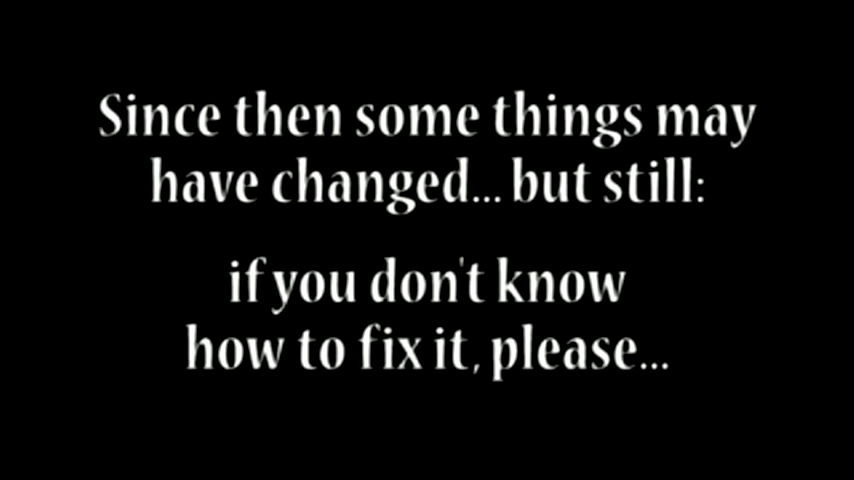 Since then some things may
have changed... but still:
if you don't know
how to fix it, please...